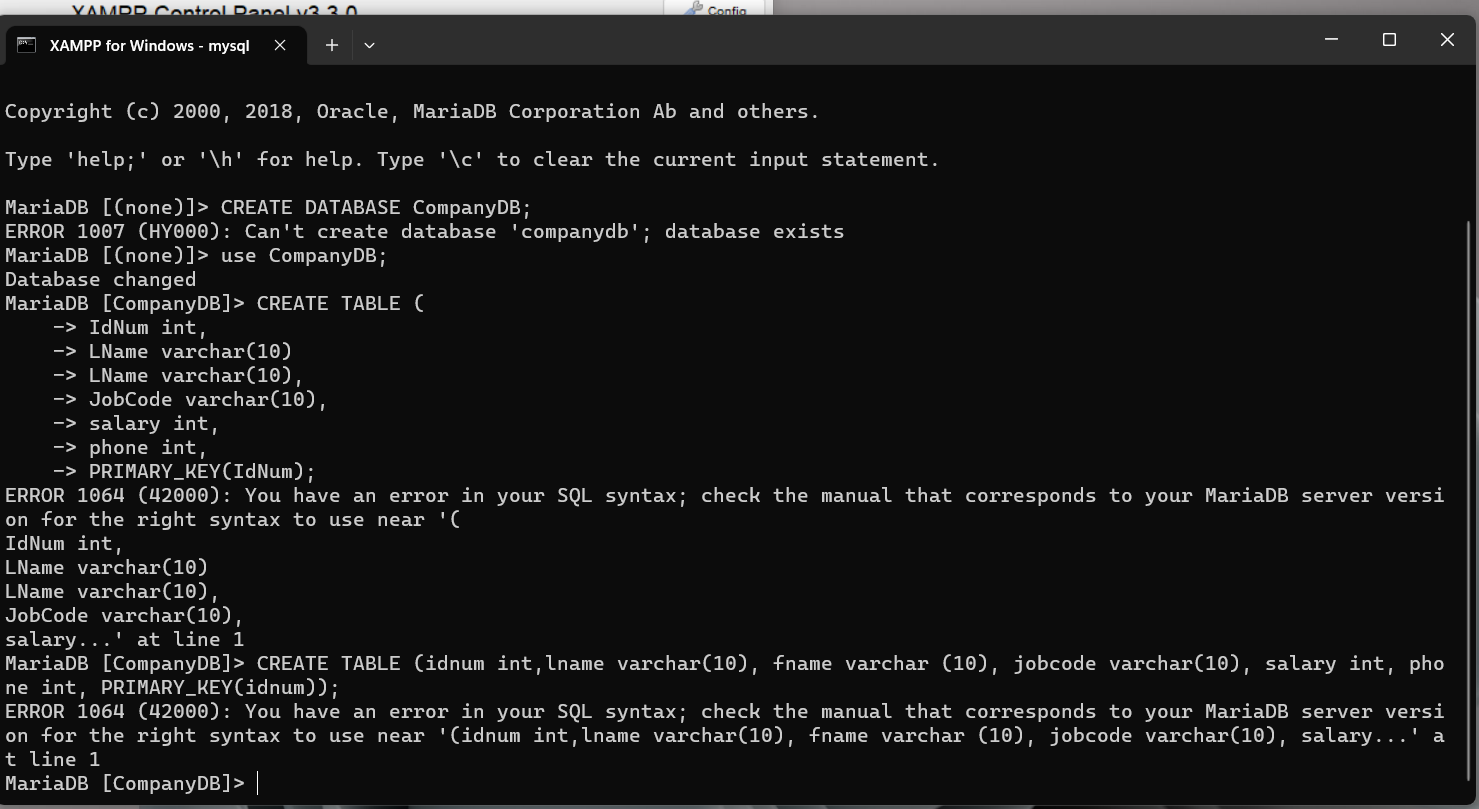 XAMPP Control Panel v3.3.0
Config
XAMPP for Windows - mysql
Copyright (c) 2000, 2018, Oracle, MariaDB Corporation Ab and others.
Type 'help;' or '\h' for help. Type '\c' to clear the current input statement.
MariaDB [(none)]> CREATE DATABASE CompanyDB;
ERROR 1007 (HY000): Can't create database 'companydb'; database exists
MariaDB [(none)]> use CompanyDB;
Database changed
MariaDB [CompanyDB]> CREATE TABLE (
    -> IdNum int,
    -> LName varchar(10)
    -> LName varchar(10),
    -> JobCode varchar(10),
    -> salary int,
    -> phone int,
    -> PRIMARY_KEY(IdNum);
ERROR 1064 (42000): You have an error in your SQL syntax; check the manual that corresponds to your MariaDB server versi
on for the right syntax to use near '(
IdNum int,
LName varchar(10)
LName varchar(10),
JobCode varchar(10),
salary...' at line 1
MariaDB [CompanyDB]> CREATE TABLE (idnum int,lname varchar(10), fname varchar (10), jobcode varchar(10), salary int, pho
ne int, PRIMARY_KEY(idnum));
ERROR 1064 (42000): You have an error in your SQL syntax; check the manual that corresponds to your MariaDB server versi
on for the right syntax to use near '(idnum int,lname varchar(10), fname varchar (10), jobcode varchar(10), salary...' a
t line 1
MariaDB [CompanyDB]>